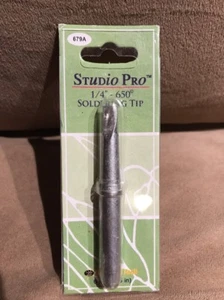 679A
STUDIO PRO™
1/4" - 650°
SOLDERING TIP